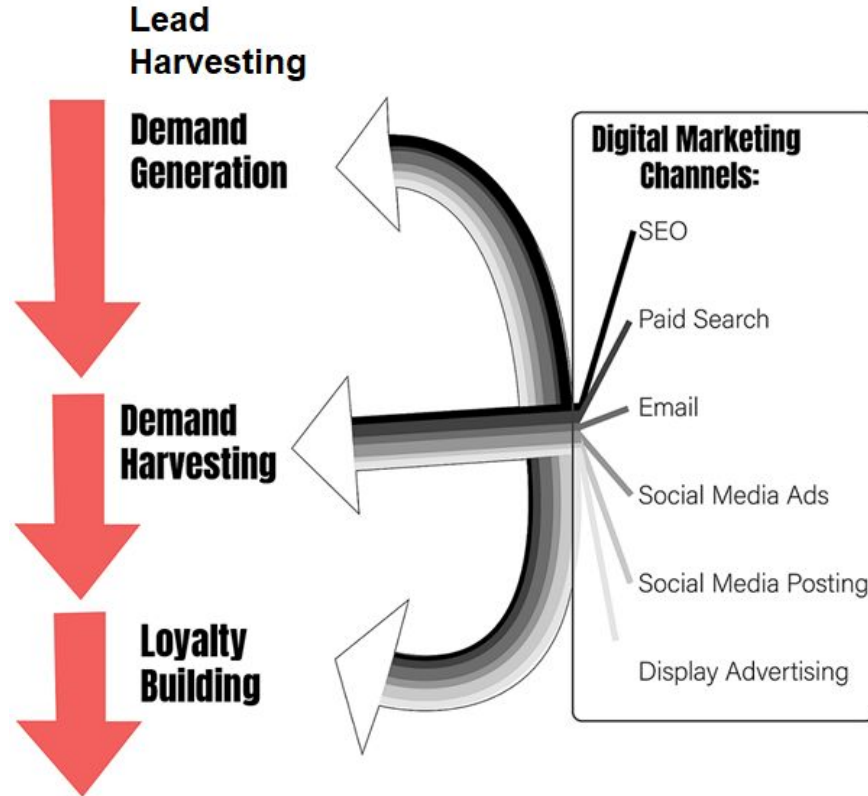 Lead
Harvesting
Demand
Generation
Demand
Harvesting
Loyalty
Building
Digital Marketing
Channels:
SEO
Paid Search
Email
Social Media Ads
Social Media Posting
Display Advertising